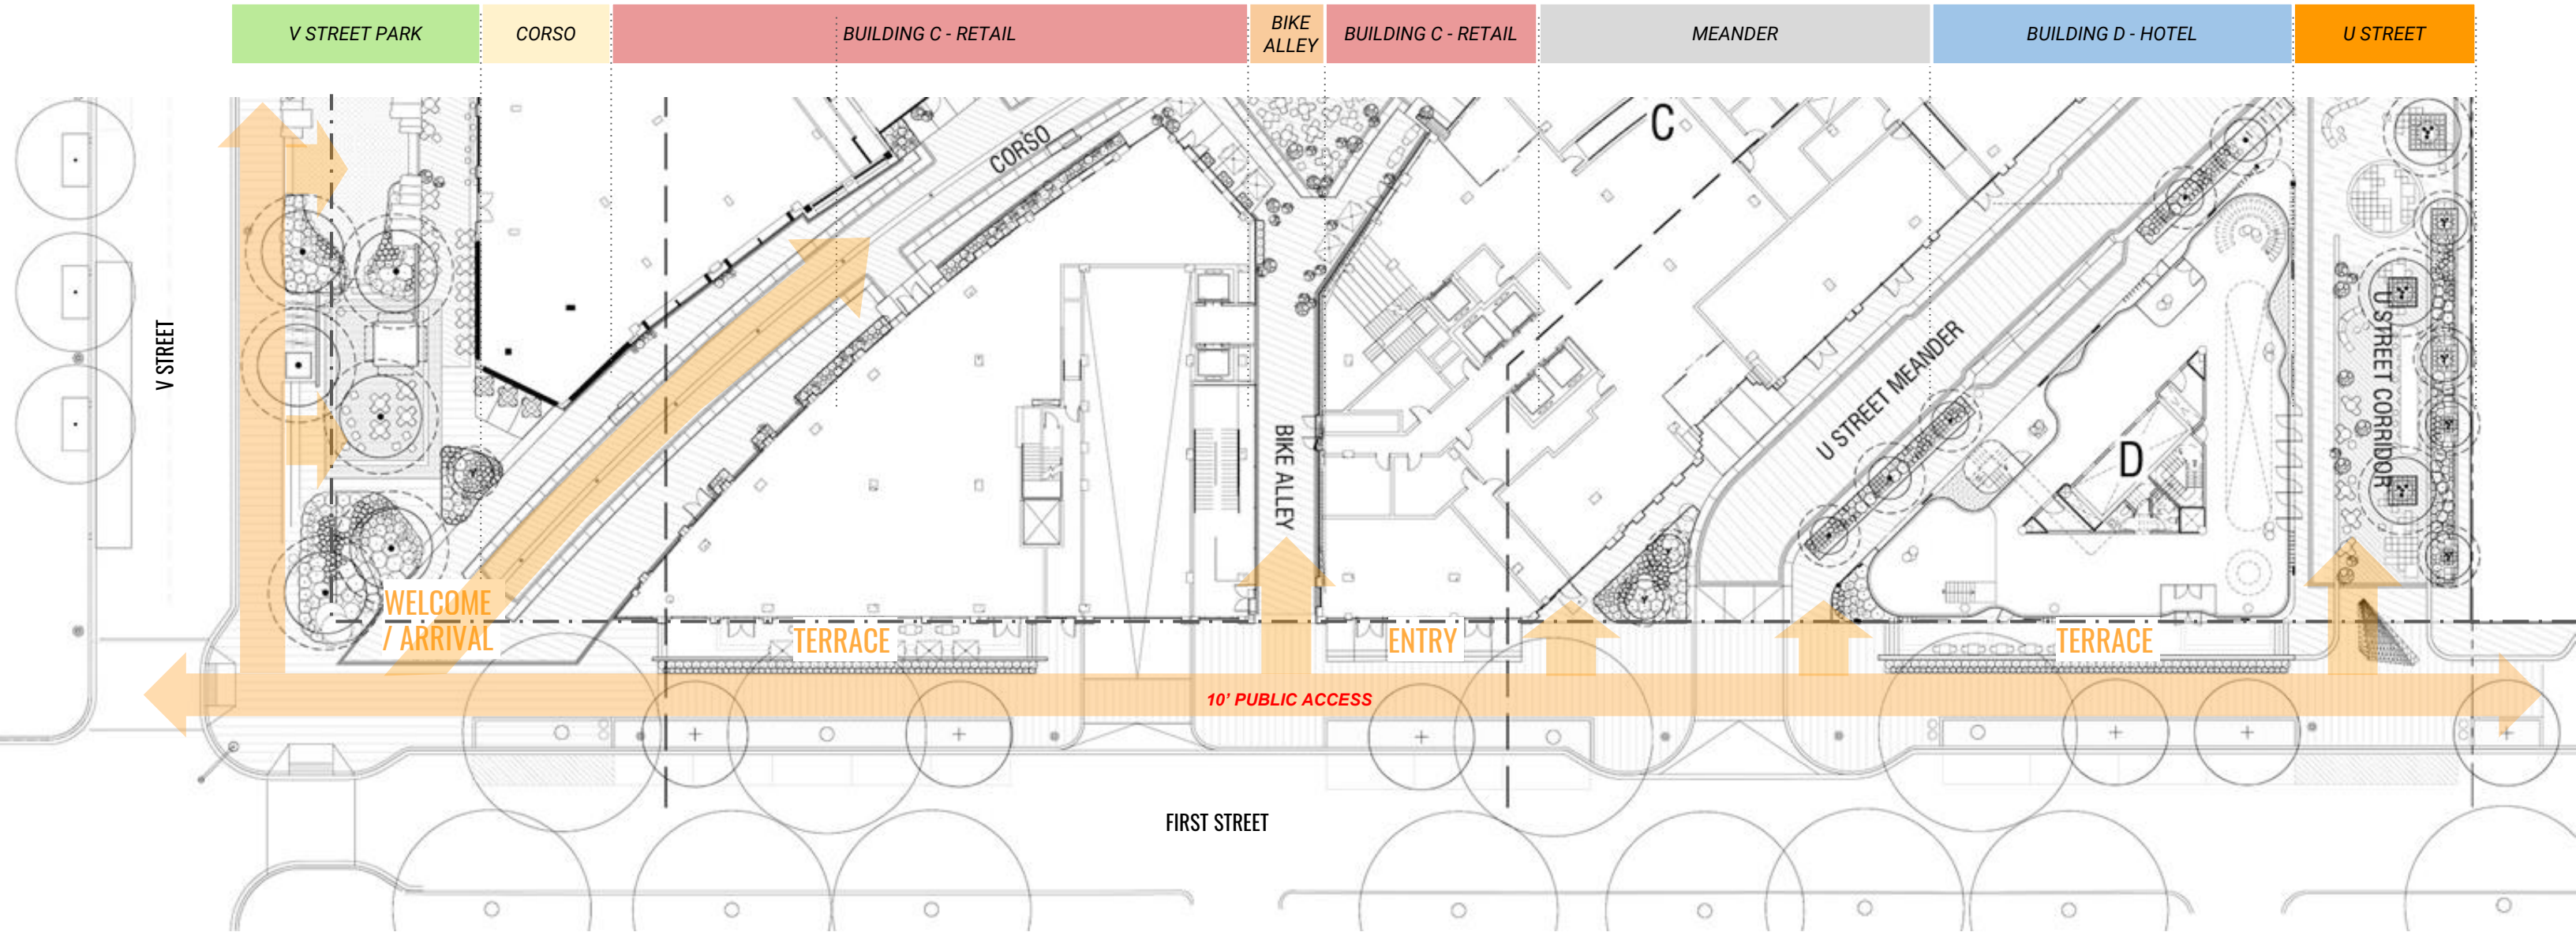 V STREET PARK
CORSO
BUILDING C - RETAIL
BIKE
ALLEY
BUILDING C - RETAIL
MEANDER
BUILDING D - HOTEL
U STREET
C
CORSO
V STREET
U STREET MEANDER
U STREET CORRIDOR
BIKE ALLEY
D
WELCOME
/ ARRIVAL
TERRACE
ENTRY
TERRACE
10' PUBLIC ACCESS
FIRST STREET